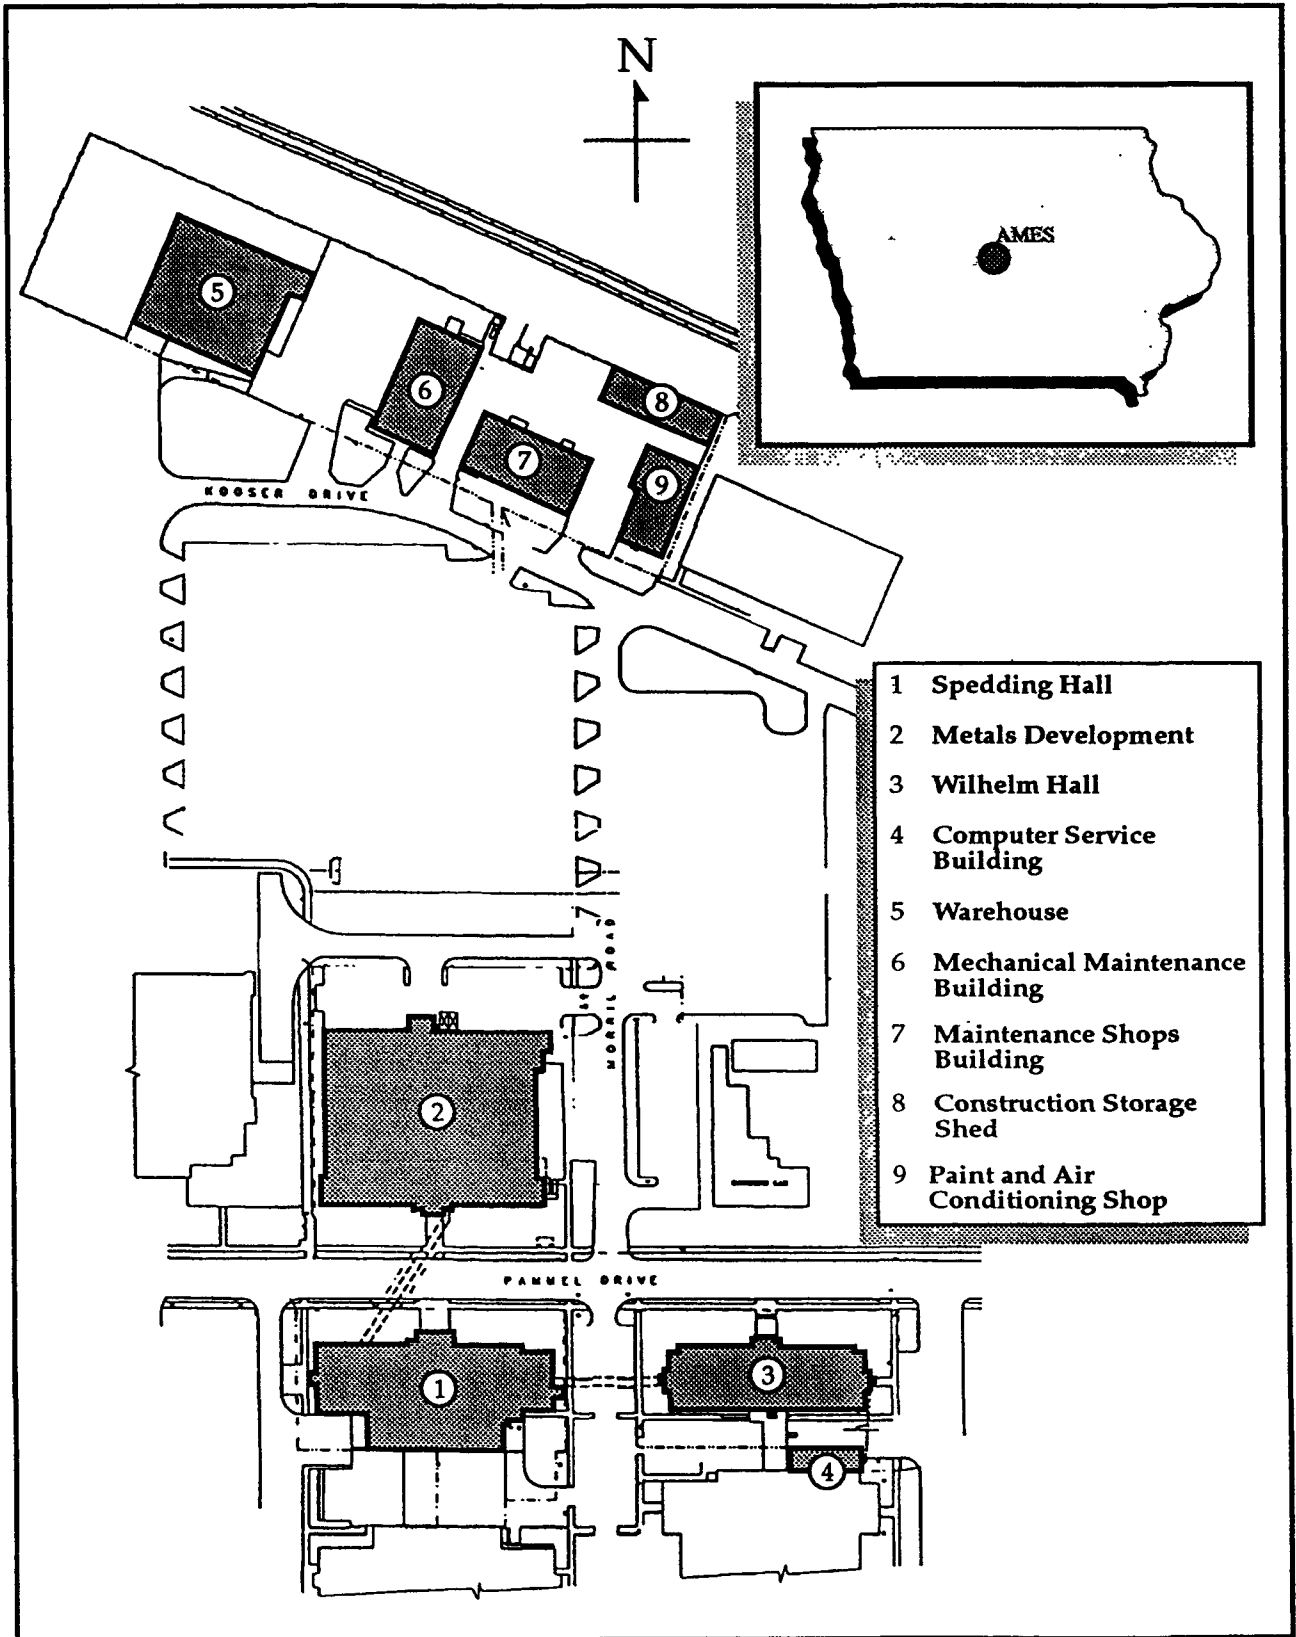 N
AMES
5
6
8
7
9
KOOSER DRIVE
1 Spedding Hall
2 Metals Development
3 Wilhelm Hall
4 Computer Service
Building
5 Warehouse
6 Mechanical Maintenance
Building
7 Maintenance Shops
Building
8 Construction Storage
Shed
9 Paint and Air
Conditioning Shop
MORRIL ROAD
2
PAMMEL DRIVE
1
3
4